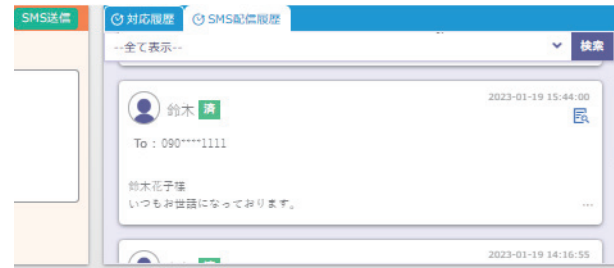 SMS送信
対応履歴 SMS配信履歴
--全て表示-- 検索
2023-01-19 15:44:00
鈴木 済
To : 090****1111
鈴木花子様
いつもお世話になっております。
...
2023-01-19 14:16:55